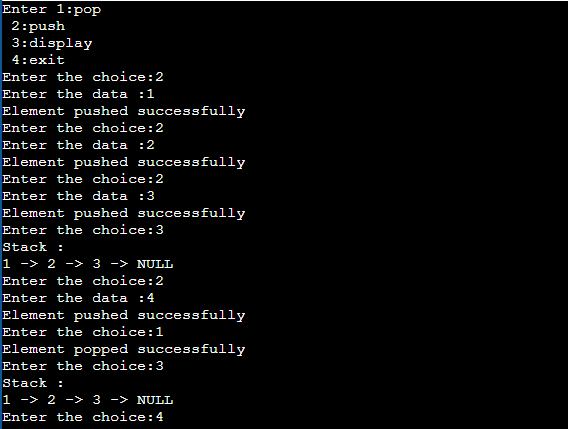 Enter 1:pop
2:push
3:display
4:exit
Enter the choice:2
Enter the data :1
Element pushed successfully
Enter the choice:2
Enter the data :2
Element pushed successfully
Enter the choice:2
Enter the data :3
Element pushed successfully
Enter the choice:3
Stack :
1 -> 2 -> 3 -> NULL
Enter the choice:2
Enter the data :4
Element pushed successfully
Enter the choice:1
Element popped successfully
Enter the choice:3
Stack :
1 -> 2 -> 3 -> NULL
Enter the choice:4